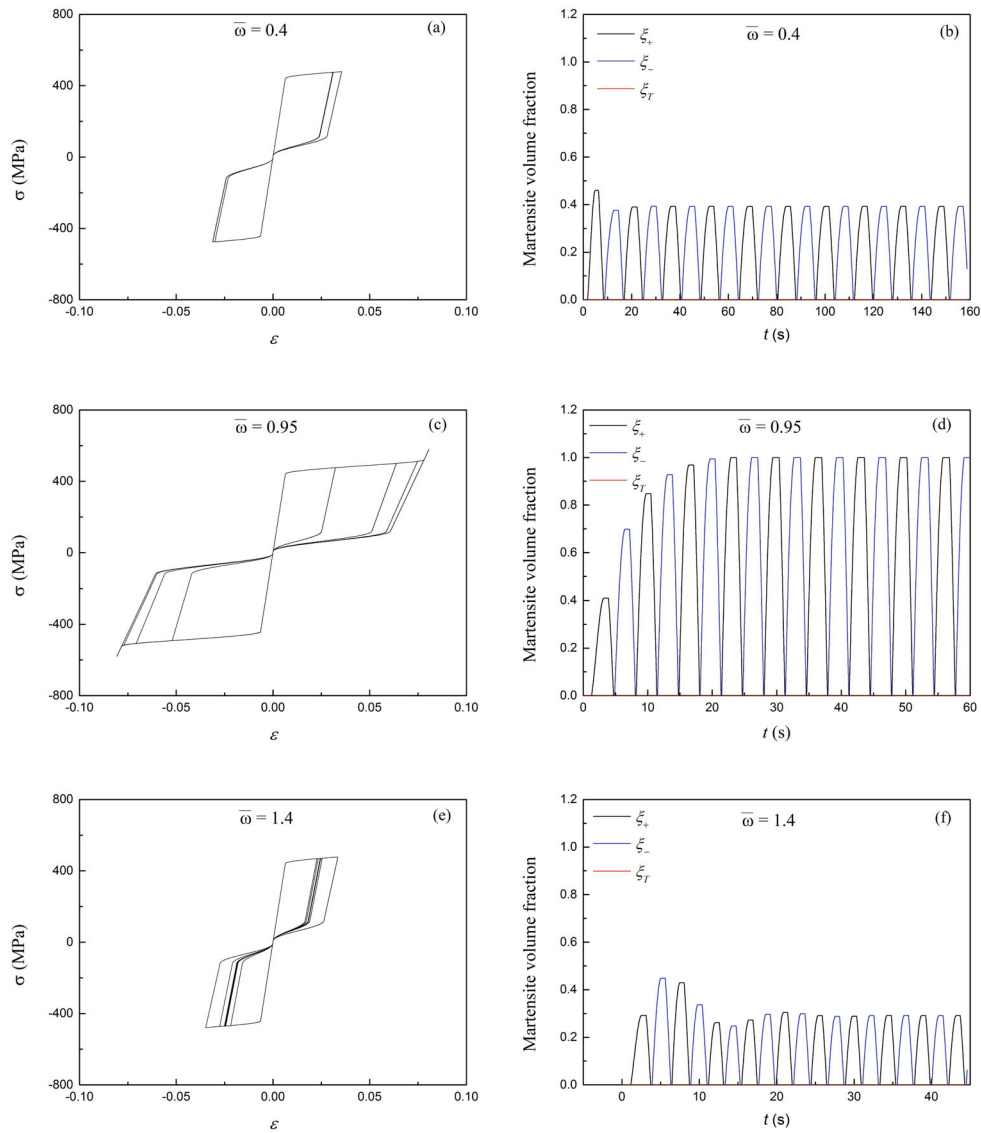 ω̅ = 0.4
(a)
σ (MPa)
800
400
0
-400
-800
-0.10
-0.05
0.00
0.05
0.10
ε
ω̅ = 0.4
(b)
ξ+
ξ−
ξT
Martensite volume fraction
1.2
1.0
0.8
0.6
0.4
0.2
0.0
0
20
40
60
80
100
120
140
160
t (s)
ω̅ = 0.95
(c)
σ (MPa)
800
400
0
-400
-800
-0.10
-0.05
0.00
0.05
0.10
ε
ω̅ = 0.95
(d)
ξ+
ξ−
ξT
Martensite volume fraction
1.2
1.0
0.8
0.6
0.4
0.2
0.0
0
10
20
30
40
50
60
t (s)
ω̅ = 1.4
(e)
σ (MPa)
800
400
0
-400
-800
-0.10
-0.05
0.00
0.05
0.10
ε
ω̅ = 1.4
(f)
ξ+
ξ−
ξT
Martensite volume fraction
1.2
1.0
0.8
0.6
0.4
0.2
0.0
0
10
20
30
40
t (s)